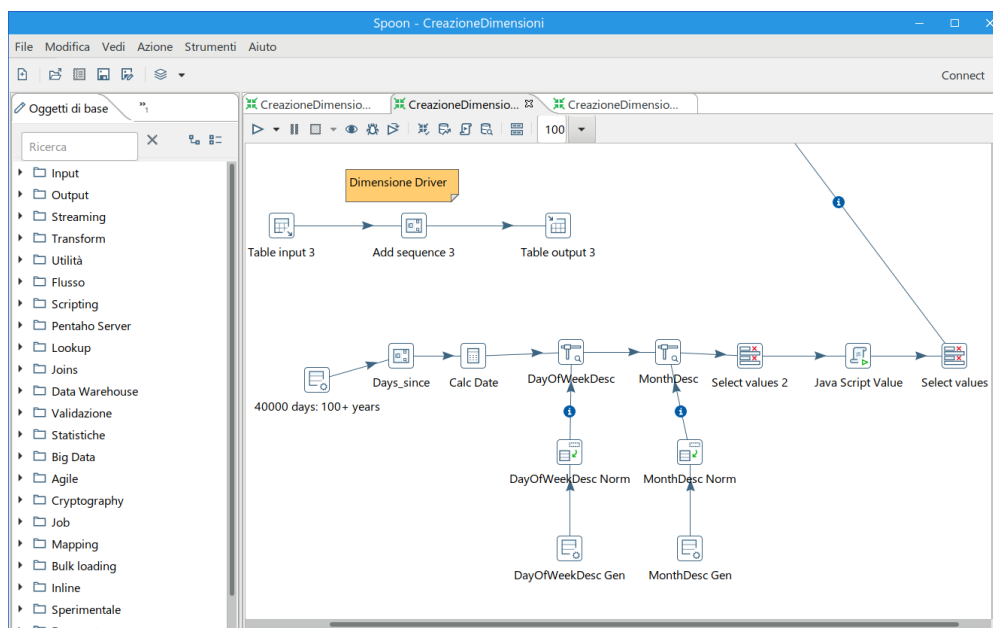 Spoon - CreazioneDimensioni
File Modifica Vedi Azione Strumenti Aiuto
Connect
Oggetti di base
»1
CreazioneDimensio...
CreazioneDimensio...
CreazioneDimensio...
Ricerca
100
Input
Output
Streaming
Transform
Utilità
Flusso
Scripting
Pentaho Server
Lookup
Joins
Data Warehouse
Validazione
Statistiche
Big Data
Agile
Cryptography
Job
Mapping
Bulk loading
Inline
Sperimentale
Dimensione Driver
Table input 3
Add sequence 3
Table output 3
40000 days: 100+ years
Days_since
Calc Date
DayOfWeekDesc
MonthDesc
Select values 2
Java Script Value
Select values
DayOfWeekDesc Norm
MonthDesc Norm
DayOfWeekDesc Gen
MonthDesc Gen